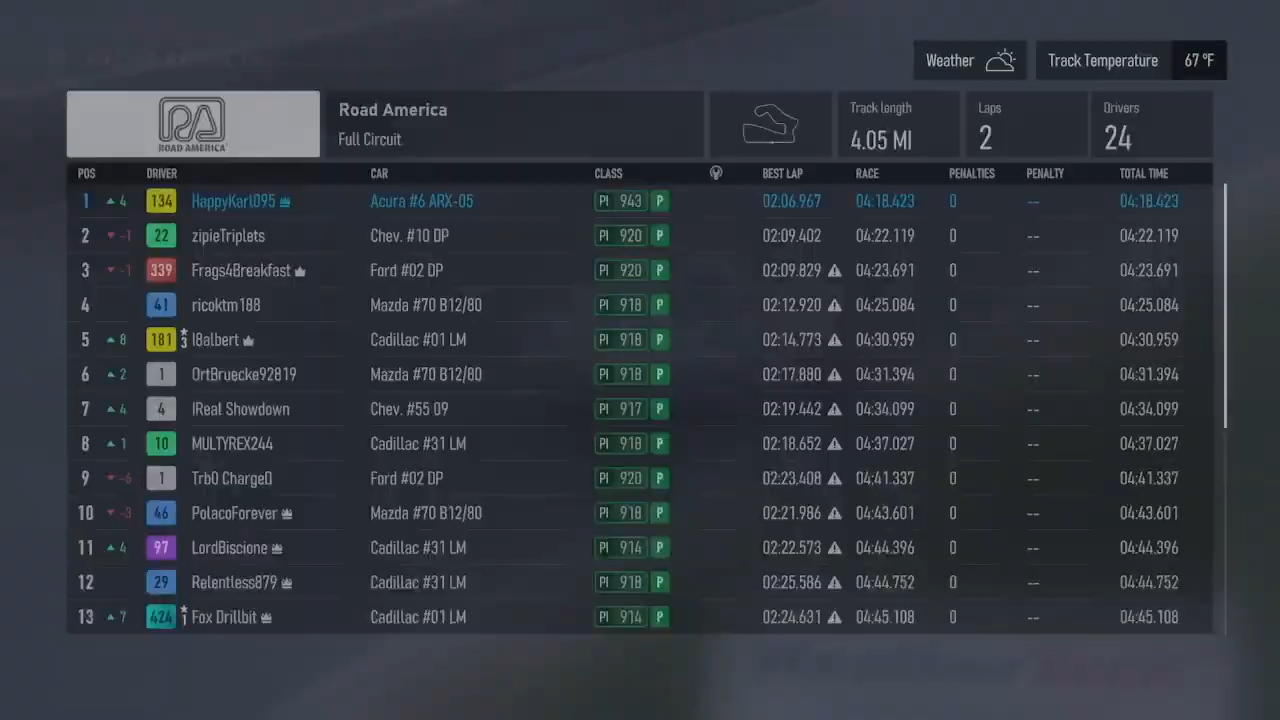 Weather Track Temperature 67 °F
RA
ROAD AMERICA
Road America
Full Circuit
Track length
4.05 MI
Laps
2
Drivers
24
POS DRIVER CAR CLASS BEST LAP RACE PENALTIES PENALTY TOTAL TIME
1 4 134 HappyKarl095 Acura #6 ARX-05 PI 943 P 02:06.967 04:18.423 0 -- 04:18.423
2 -1 22 zipieTriplets Chev. #10 DP PI 920 P 02:09.402 04:22.119 0 -- 04:22.119
3 -1 339 Frags4Breakfast Ford #02 DP PI 920 P 02:09.829 04:23.691 0 -- 04:23.691
4 41 ricoktm188 Mazda #70 B12/80 PI 918 P 02:12.920 04:25.084 0 -- 04:25.084
5 8 181 3 I8albert Cadillac #01 LM PI 918 P 02:14.773 04:30.959 0 -- 04:30.959
6 2 1 OrtBruecke92819 Mazda #70 B12/80 PI 918 P 02:17.880 04:31.394 0 -- 04:31.394
7 4 4 IReal Showdown Chev. #55 09 PI 917 P 02:19.442 04:34.099 0 -- 04:34.099
8 1 10 MULTYREX244 Cadillac #31 LM PI 918 P 02:18.652 04:37.027 0 -- 04:37.027
9 -6 1 Trb0 Charge0 Ford #02 DP PI 920 P 02:23.408 04:41.337 0 -- 04:41.337
10 -3 46 PolacoForever Mazda #70 B12/80 PI 918 P 02:21.986 04:43.601 0 -- 04:43.601
11 4 97 LordBiscione Cadillac #31 LM PI 914 P 02:22.573 04:44.396 0 -- 04:44.396
12 29 Relentless879 Cadillac #31 LM PI 918 P 02:25.586 04:44.752 0 -- 04:44.752
13 7 424 1 Fox Drillbit Cadillac #01 LM PI 914 P 02:24.631 04:45.108 0 -- 04:45.108